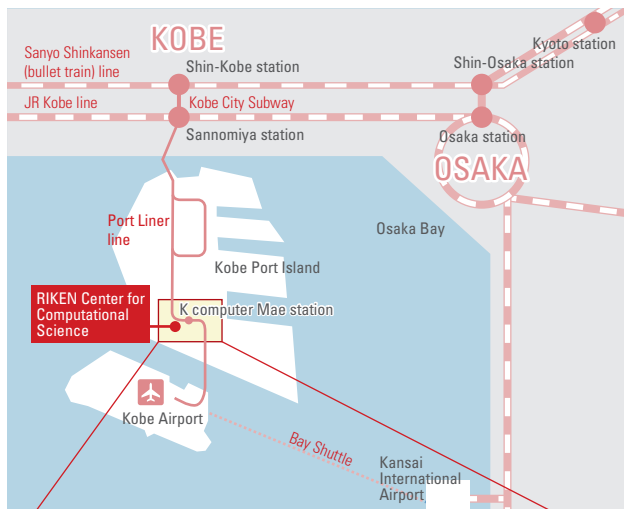 KOBE
Kyoto station
Sanyo Shinkansen
(bullet train) line
Shin-Kobe station
Shin-Osaka station
JR Kobe line
Kobe City Subway
Sannomiya station
Osaka station
OSAKA
Port Liner
line
Osaka Bay
Kobe Port Island
RIKEN Center for
Computational
Science
K computer Mae station
Kobe Airport
Bay Shuttle
Kansai
International
Airport